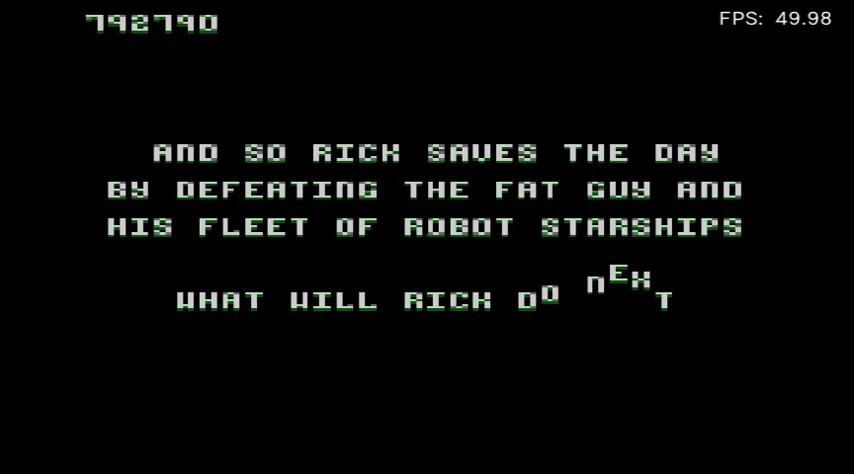 792790
FPS: 49.98
AND SO RICK SAVES THE DAY
BY DEFEATING THE FAT GUY AND
HIS FLEET OF ROBOT STARSHIPS
WHAT WILL RICK DO NEXT